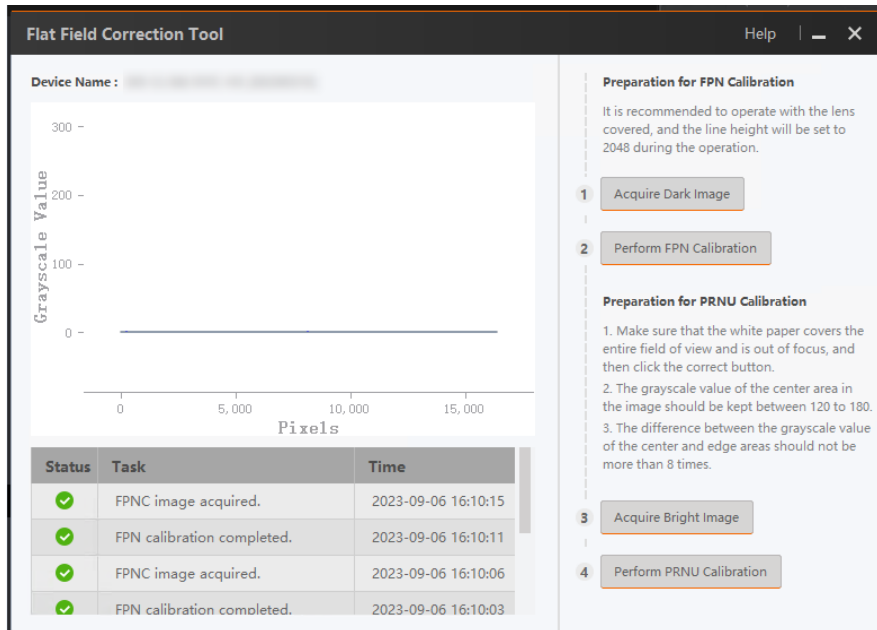 Flat Field Correction Tool
Help
Device Name :
300
200
100
0
Grayscale Value
0
5,000
10,000
15,000
Pixels
Status Task Time
FPNC image acquired. 2023-09-06 16:10:15
FPN calibration completed. 2023-09-06 16:10:11
FPNC image acquired. 2023-09-06 16:10:06
FPN calibration completed. 2023-09-06 16:10:03
Preparation for FPN Calibration
It is recommended to operate with the lens
covered, and the line height will be set to
2048 during the operation.
1 Acquire Dark Image
2 Perform FPN Calibration
Preparation for PRNU Calibration
1. Make sure that the white paper covers the
entire field of view and is out of focus, and
then click the correct button.
2. The grayscale value of the center area in
the image should be kept between 120 to 180.
3. The difference between the grayscale value
of the center and edge areas should not be
more than 8 times.
3 Acquire Bright Image
4 Perform PRNU Calibration